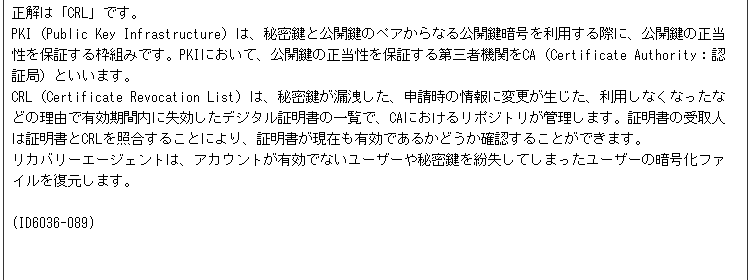 正解は「CRL」です。
PKI（Public Key Infrastructure）は、秘密鍵と公開鍵のペアからなる公開鍵暗号を利用する際に、公開鍵の正当
性を保証する枠組みです。PKIにおいて、公開鍵の正当性を保証する第三者機関をCA（Certificate Authority：認
証局）といいます。
CRL（Certificate Revocation List）は、秘密鍵が漏洩した、申請時の情報に変更が生じた、利用しなくなったな
どの理由で有効期間内に失効したデジタル証明書の一覧で、CAにおけるリポジトリが管理します。証明書の受取人
は証明書とCRLを照合することにより、証明書が現在も有効であるかどうか確認することができます。
リカバリーエージェントは、アカウントが有効でないユーザーや秘密鍵を紛失してしまったユーザーの暗号化ファ
イルを復元します。
(ID6036-089)